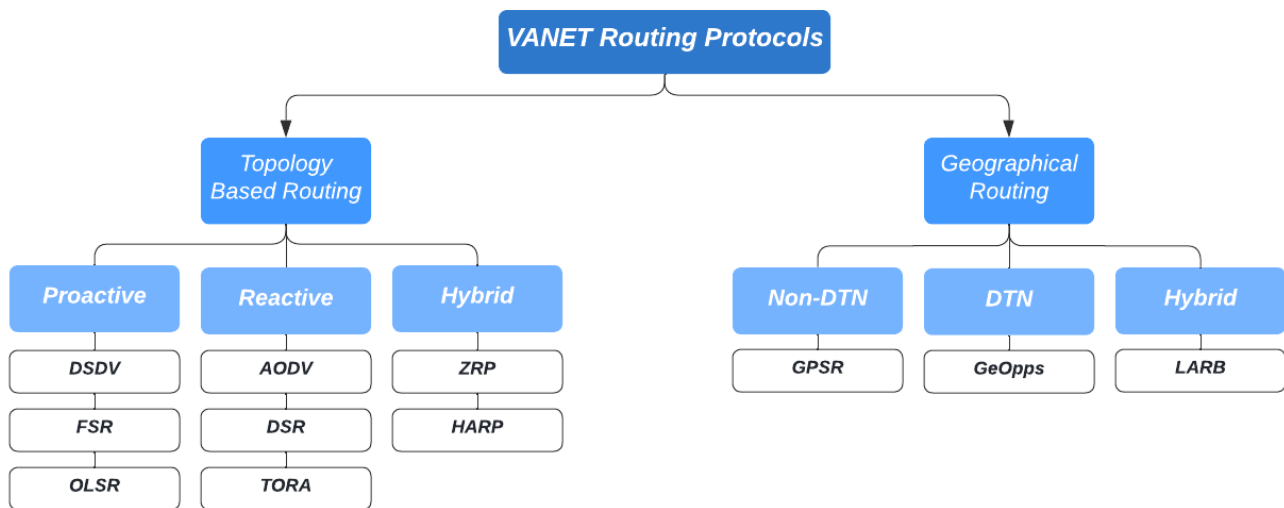 VANET Routing Protocols
Topology
Based Routing
Geographical
Routing
Proactive
Reactive
Hybrid
Non-DTN
DTN
Hybrid
DSDV
AODV
ZRP
GPSR
GeOpps
LARB
FSR
DSR
HARP
OLSR
TORA